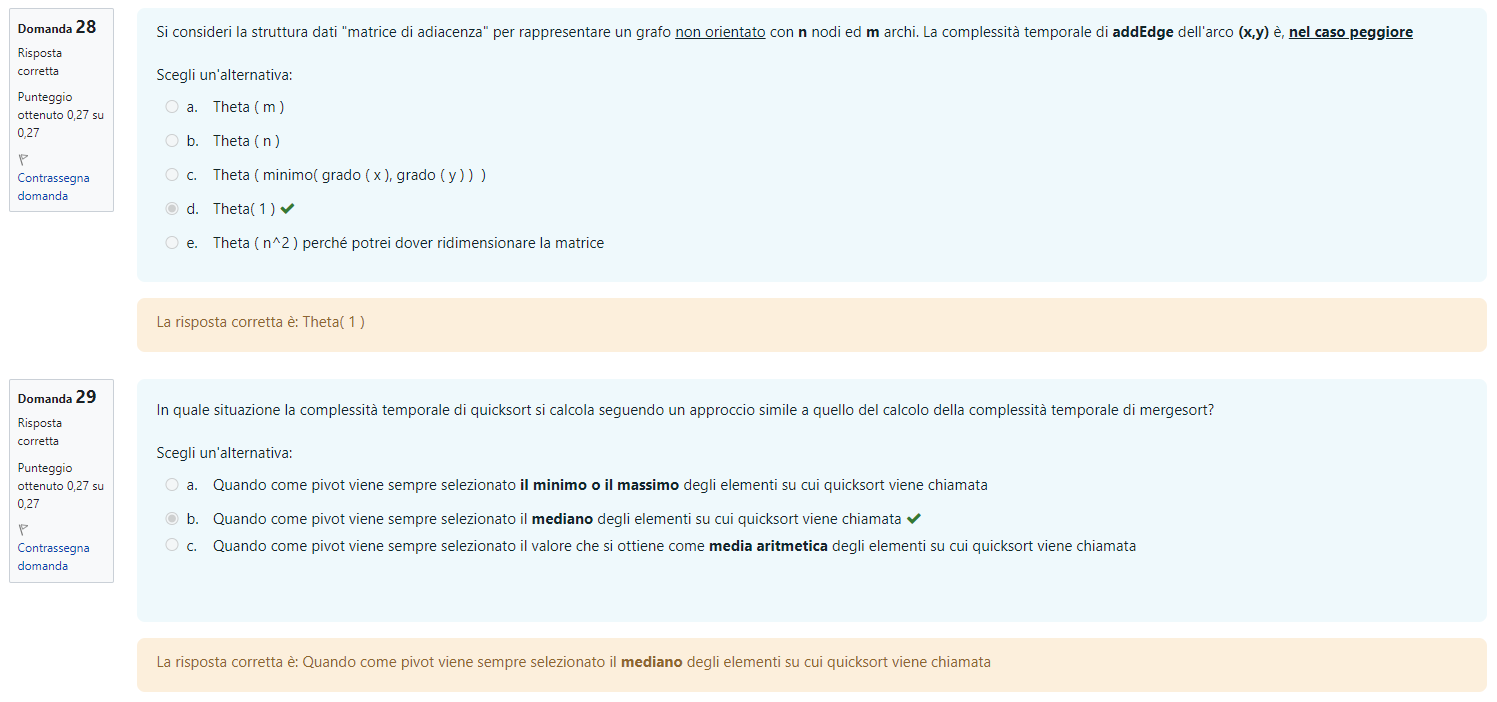 Domanda 28
Risposta
corretta
Punteggio
ottenuto 0,27 su
0,27
Contrassegna
domanda
Si consideri la struttura dati "matrice di adiacenza" per rappresentare un grafo non orientato con n nodi ed m archi. La complessità temporale di addEdge dell'arco (x,y) è, nel caso peggiore
Scegli un'alternativa:
a. Theta ( m )
b. Theta ( n )
c. Theta ( minimo( grado ( x ), grado ( y ) ) )
d. Theta( 1 )
e. Theta ( n^2 ) perché potrei dover ridimensionare la matrice
La risposta corretta è: Theta( 1 )
Domanda 29
Risposta
corretta
Punteggio
ottenuto 0,27 su
0,27
Contrassegna
domanda
In quale situazione la complessità temporale di quicksort si calcola seguendo un approccio simile a quello del calcolo della complessità temporale di mergesort?
Scegli un'alternativa:
a. Quando come pivot viene sempre selezionato il minimo o il massimo degli elementi su cui quicksort viene chiamata
b. Quando come pivot viene sempre selezionato il mediano degli elementi su cui quicksort viene chiamata
c. Quando come pivot viene sempre selezionato il valore che si ottiene come media aritmetica degli elementi su cui quicksort viene chiamata
La risposta corretta è: Quando come pivot viene sempre selezionato il mediano degli elementi su cui quicksort viene chiamata